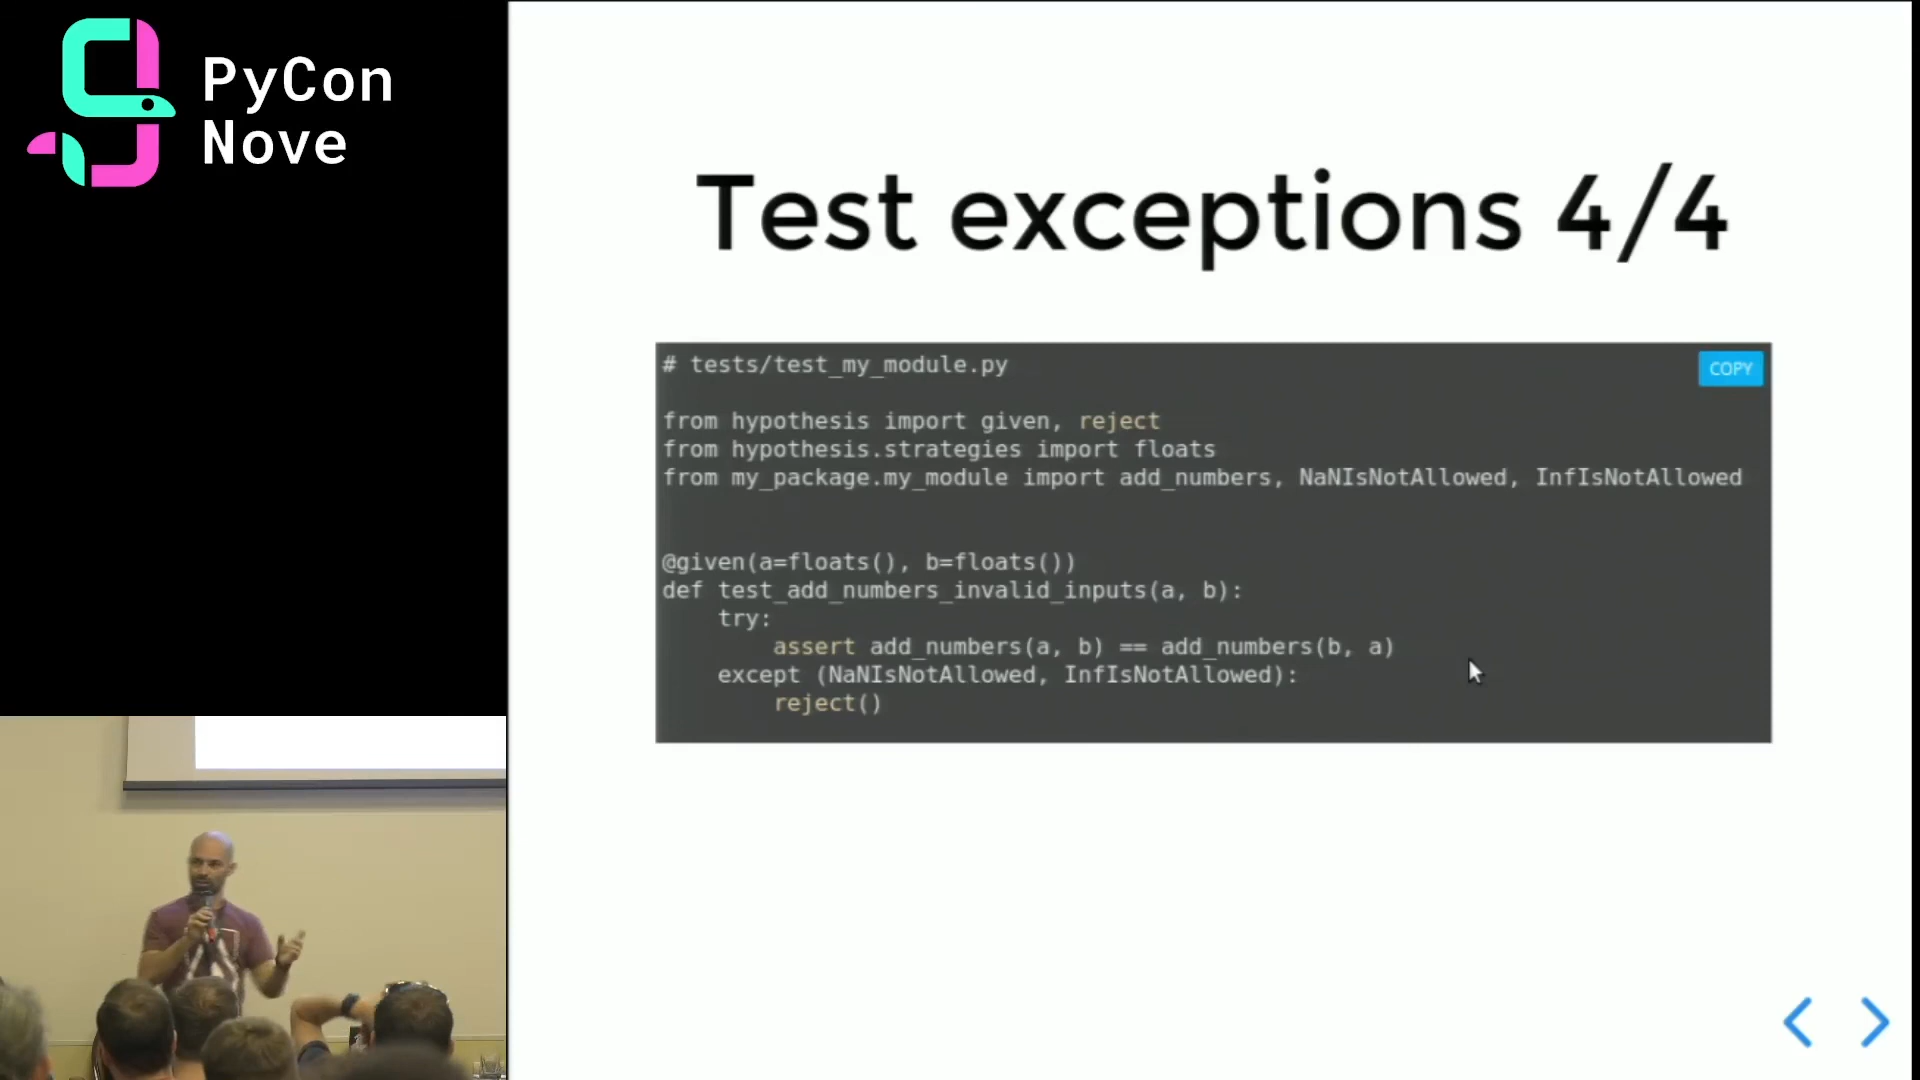 PyCon
Nove
Test exceptions 4/4
# tests/test_my_module.py
COPY
from hypothesis import given, reject
from hypothesis.strategies import floats
from my_package.my_module import add_numbers, NaNIsNotAllowed, InfIsNotAllowed
@given(a=floats(), b=floats())
def test_add_numbers_invalid_inputs(a, b):
    try:
        assert add_numbers(a, b) == add_numbers(b, a)
    except (NaNIsNotAllowed, InfIsNotAllowed):
        reject()